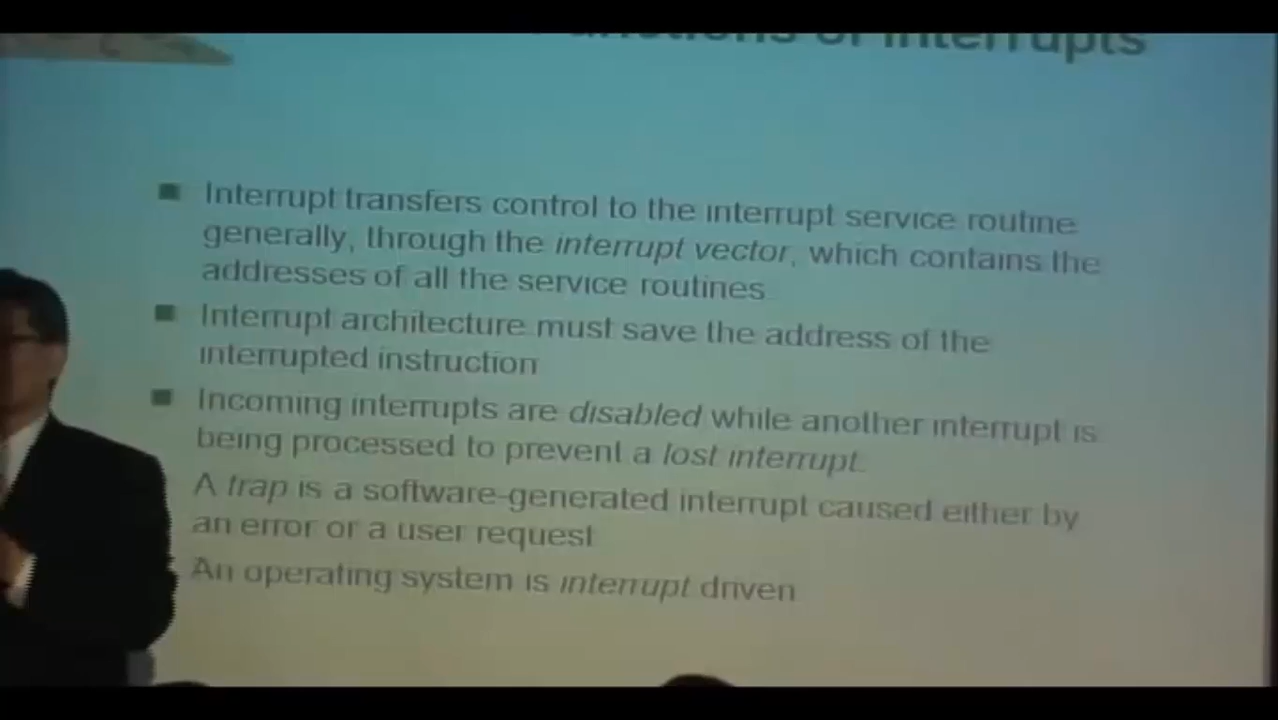 Functions of Interrupts
Interrupt transfers control to the interrupt service routine
generally, through the interrupt vector, which contains the
addresses of all the service routines
Interrupt architecture must save the address of the
interrupted instruction
Incoming interrupts are disabled while another interrupt is
being processed to prevent a lost interrupt.
A trap is a software-generated interrupt caused either by
an error or a user request
An operating system is interrupt driven